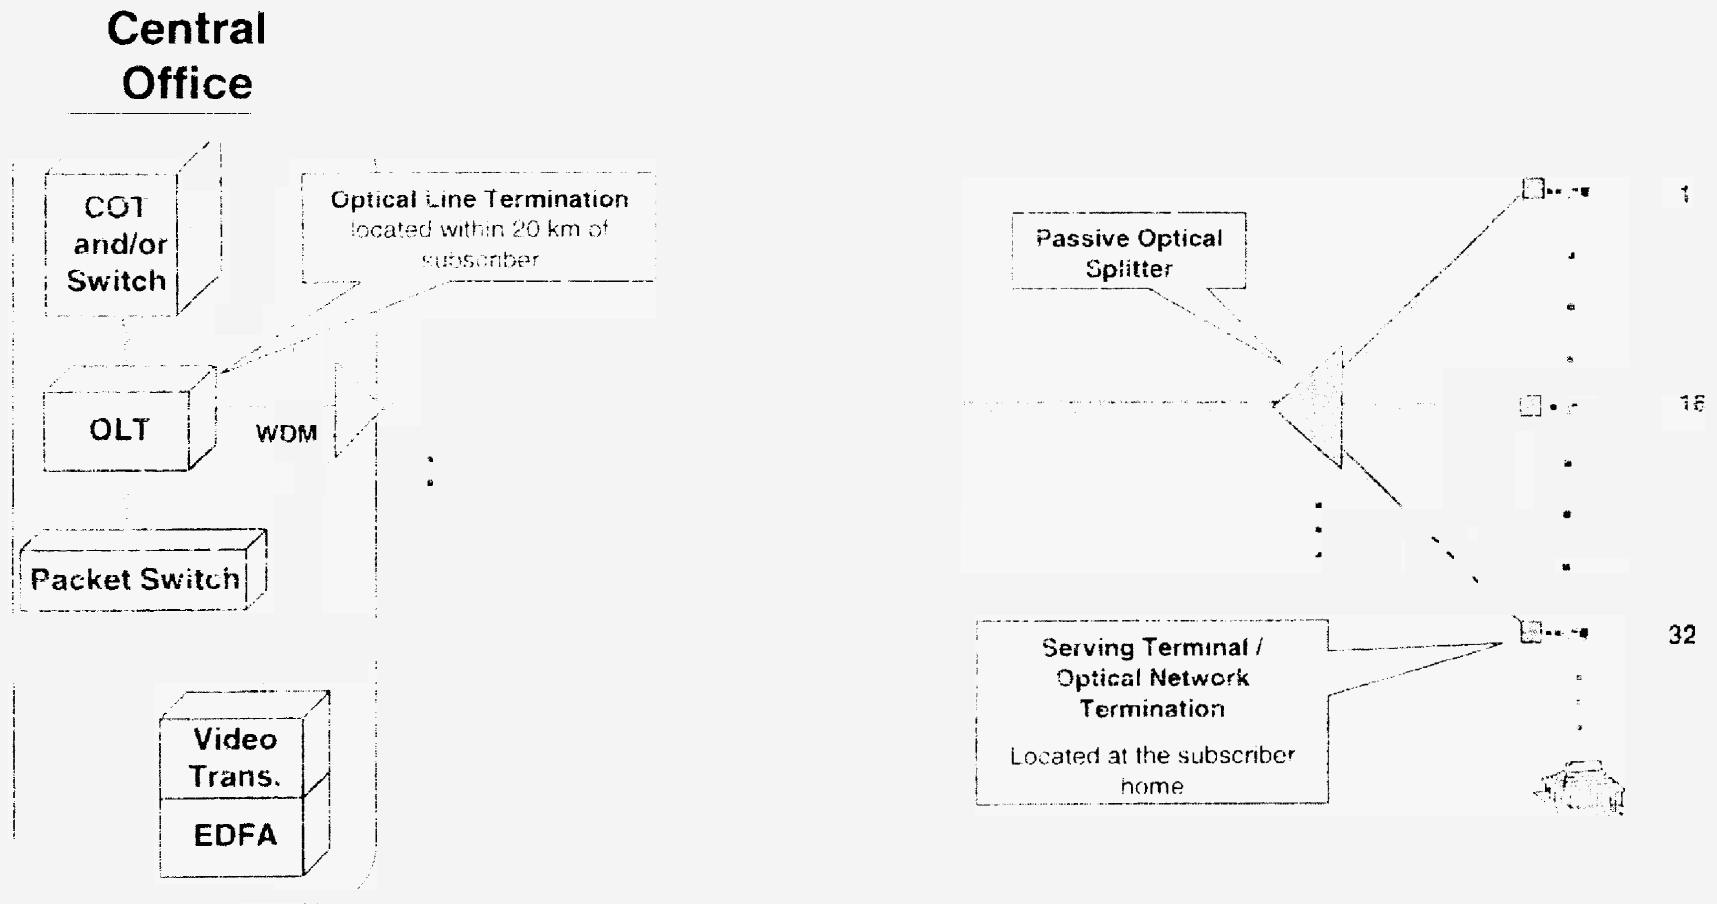 Central
Office
COT
and/or
Switch
Optical Line Termination
located within 20 km of
subscriber
OLT
WDM
Packet Switch
Video
Trans.
EDFA
Passive Optical
Splitter
1
16
32
Serving Terminal /
Optical Network
Termination
Located at the subscriber
home